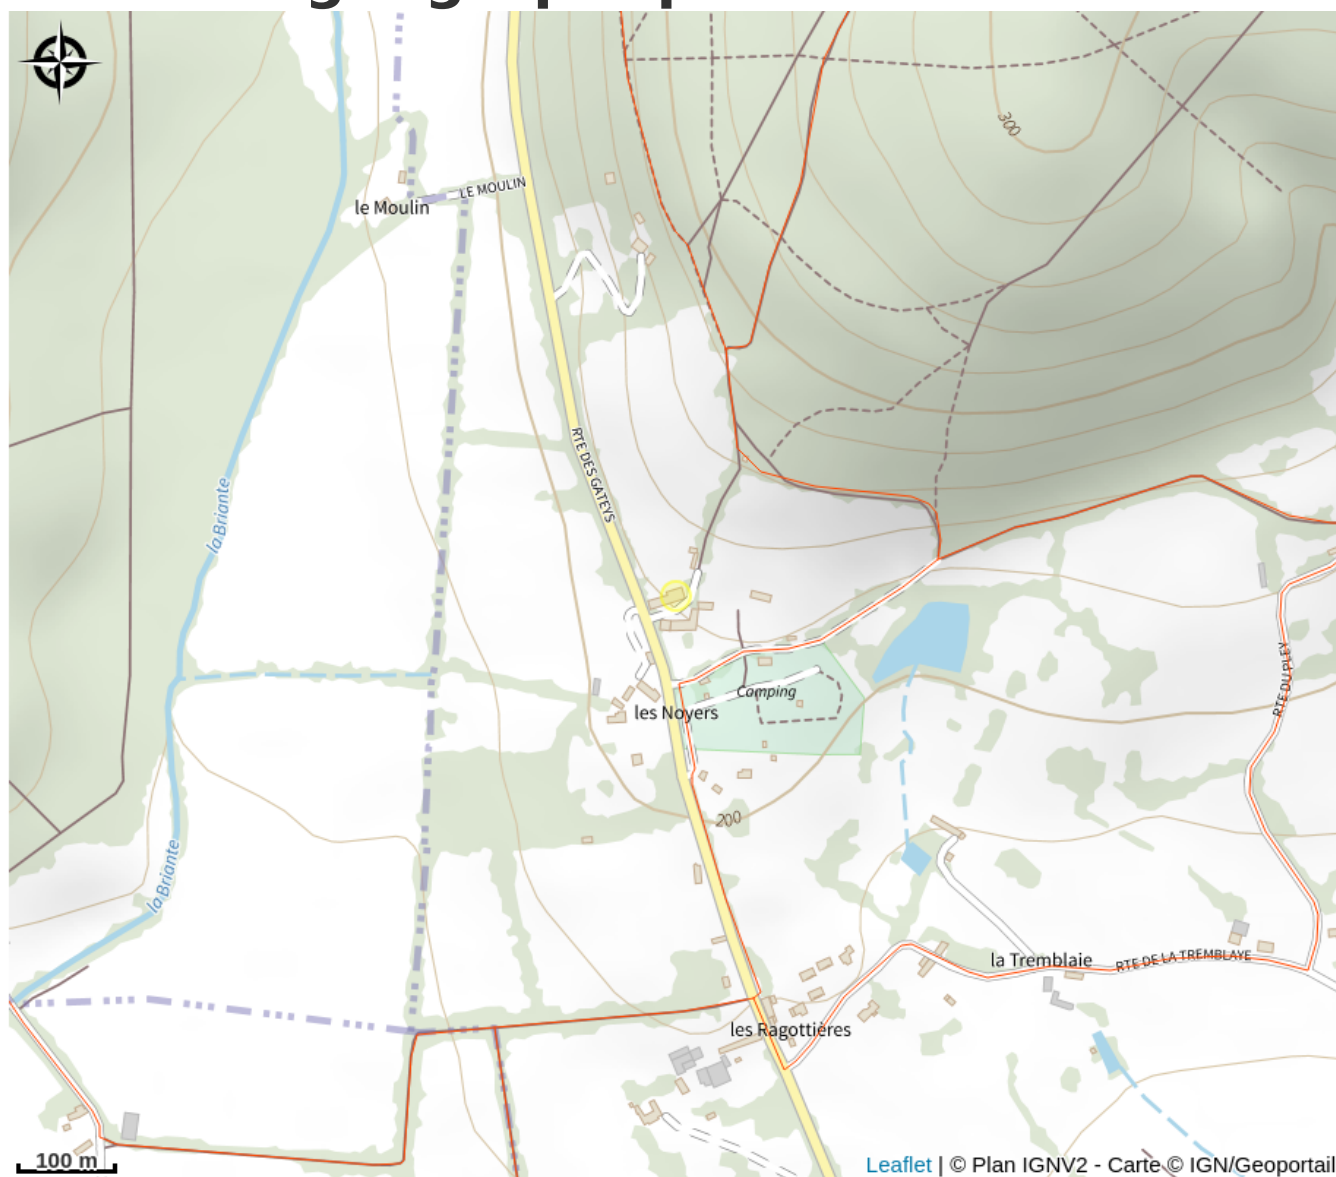 300
LE MOULIN
le Moulin
RTE DES GATEYS
la Briante
RTE DU PLEY
Camping
les Noyers
200
la Briante
la Tremblaie
RTE DE LA TREMBLAYE
les Ragottières
100 m
Leaflet | © Plan IGNV2 - Carte © IGN/Geoportail